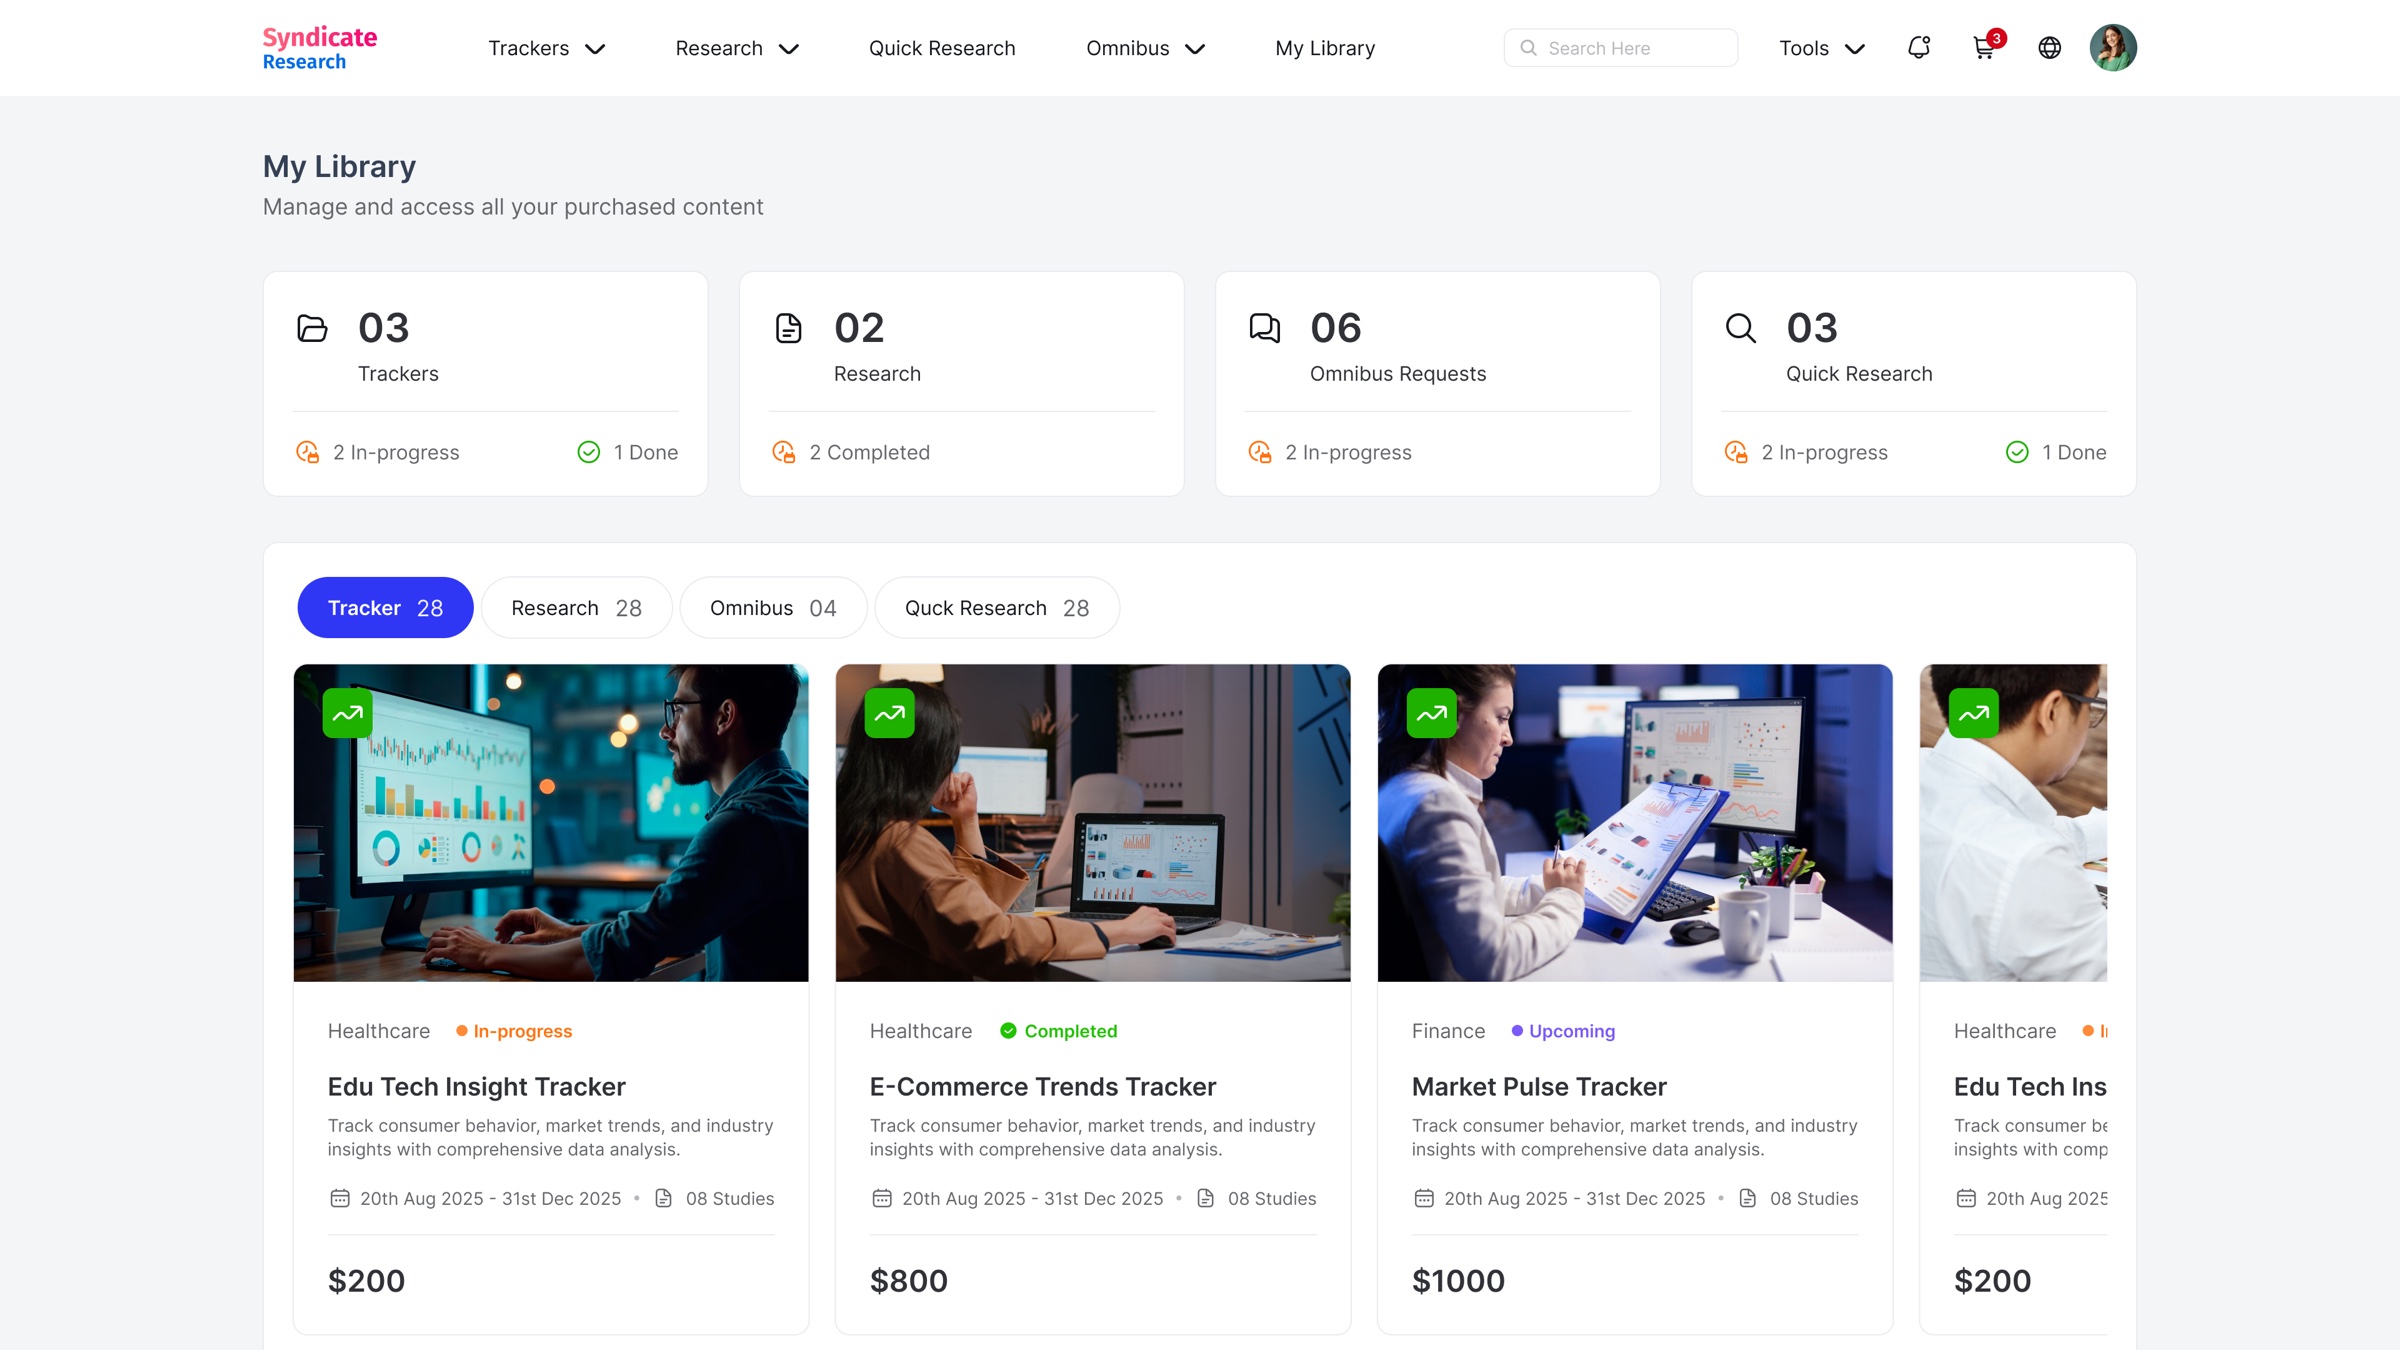 Syndicate
Research
Trackers
Research
Quick Research
Omnibus
My Library
Search Here
Tools
3
My Library
Manage and access all your purchased content
03
Trackers
2 In-progress
1 Done
02
Research
2 Completed
06
Omnibus Requests
2 In-progress
03
Quick Research
2 In-progress
1 Done
Tracker 28
Research 28
Omnibus 04
Quck Research 28
Healthcare
In-progress
Edu Tech Insight Tracker
Track consumer behavior, market trends, and industry
insights with comprehensive data analysis.
20th Aug 2025 - 31st Dec 2025 • 08 Studies
$200
Healthcare
Completed
E-Commerce Trends Tracker
Track consumer behavior, market trends, and industry
insights with comprehensive data analysis.
20th Aug 2025 - 31st Dec 2025 • 08 Studies
$800
Finance
Upcoming
Market Pulse Tracker
Track consumer behavior, market trends, and industry
insights with comprehensive data analysis.
20th Aug 2025 - 31st Dec 2025 • 08 Studies
$1000
Healthcare
Edu Tech Ins
Track consumer be
insights with comp
20th Aug 2025
$200